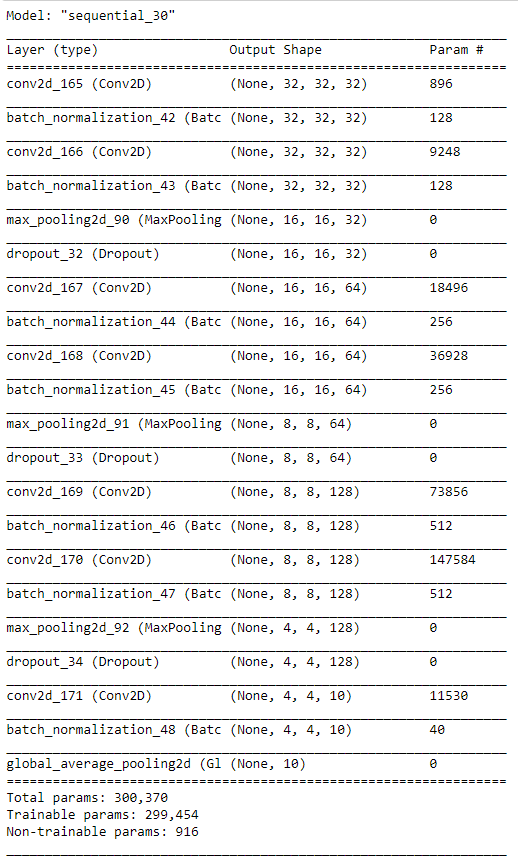 Model: "sequential_30"
Layer (type) Output Shape Param #
conv2d_165 (Conv2D) (None, 32, 32, 32) 896
batch_normalization_42 (Batc (None, 32, 32, 32) 128
conv2d_166 (Conv2D) (None, 32, 32, 32) 9248
batch_normalization_43 (Batc (None, 32, 32, 32) 128
max_pooling2d_90 (MaxPooling (None, 16, 16, 32) 0
dropout_32 (Dropout) (None, 16, 16, 32) 0
conv2d_167 (Conv2D) (None, 16, 16, 64) 18496
batch_normalization_44 (Batc (None, 16, 16, 64) 256
conv2d_168 (Conv2D) (None, 16, 16, 64) 36928
batch_normalization_45 (Batc (None, 16, 16, 64) 256
max_pooling2d_91 (MaxPooling (None, 8, 8, 64) 0
dropout_33 (Dropout) (None, 8, 8, 64) 0
conv2d_169 (Conv2D) (None, 8, 8, 128) 73856
batch_normalization_46 (Batc (None, 8, 8, 128) 512
conv2d_170 (Conv2D) (None, 8, 8, 128) 147584
batch_normalization_47 (Batc (None, 8, 8, 128) 512
max_pooling2d_92 (MaxPooling (None, 4, 4, 128) 0
dropout_34 (Dropout) (None, 4, 4, 128) 0
conv2d_171 (Conv2D) (None, 4, 4, 10) 11530
batch_normalization_48 (Batc (None, 4, 4, 10) 40
global_average_pooling2d (Gl (None, 10) 0
Total params: 300,370
Trainable params: 299,454
Non-trainable params: 916